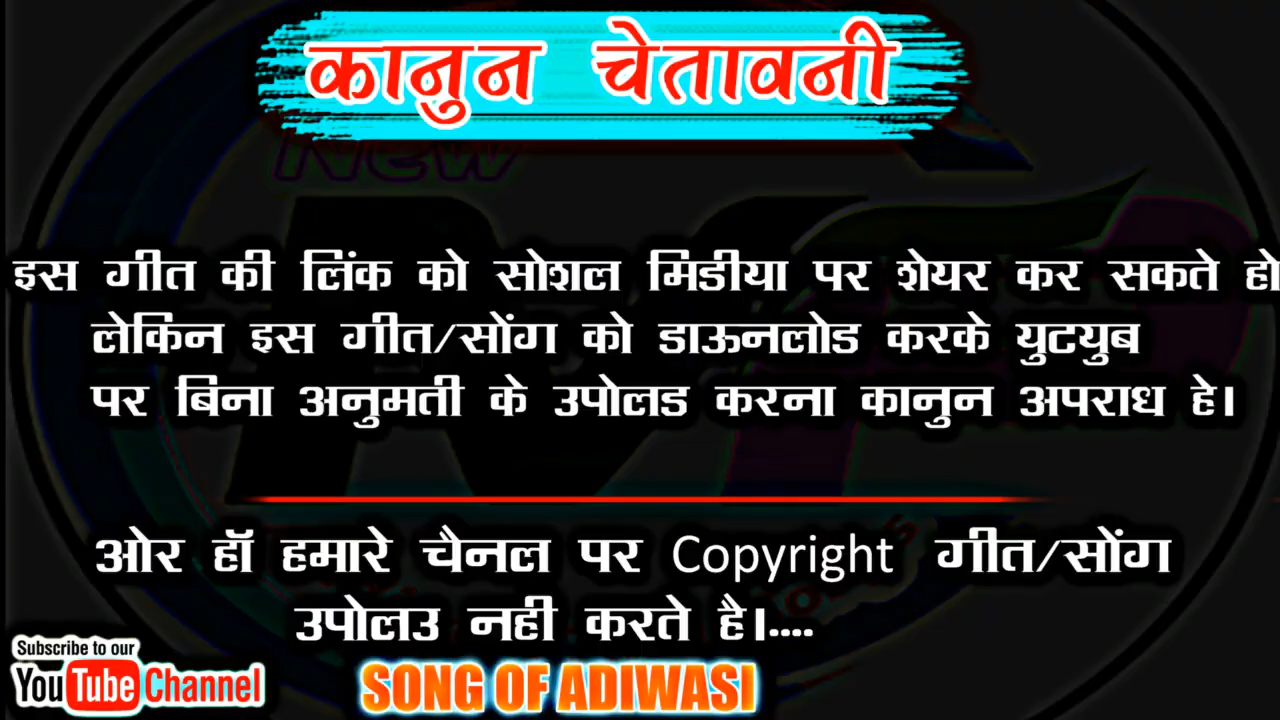 कानुन चेतावनी
New
इस गीत की लिंक को सोशल मिडीया पर शेयर कर सकते हो
लेकिन इस गीत/सोंग को डाऊनलोड करके युटयुब
पर बिना अनुमती के उपोलड करना कानुन अपराध हे।
ओर हॉ हमारे चैनल पर Copyright गीत/सोंग
उपोलउ नही करते है।....
Subscribe to our
YouTube Channel
SONG OF ADIWASI